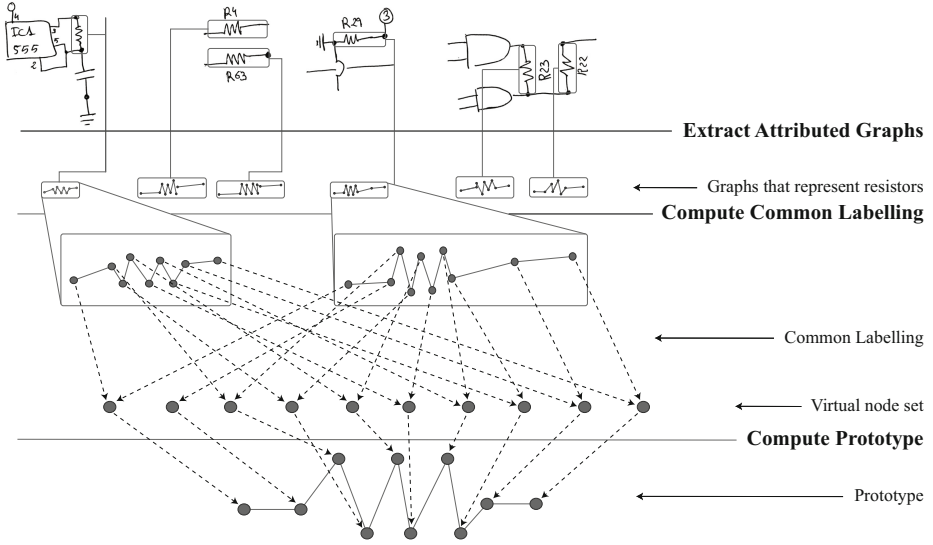 4
IC1
555
3
5
2
R4
R63
R29
3
R23
R22
Extract Attributed Graphs
Graphs that represent resistors
Compute Common Labelling
Common Labelling
Virtual node set
Compute Prototype
Prototype